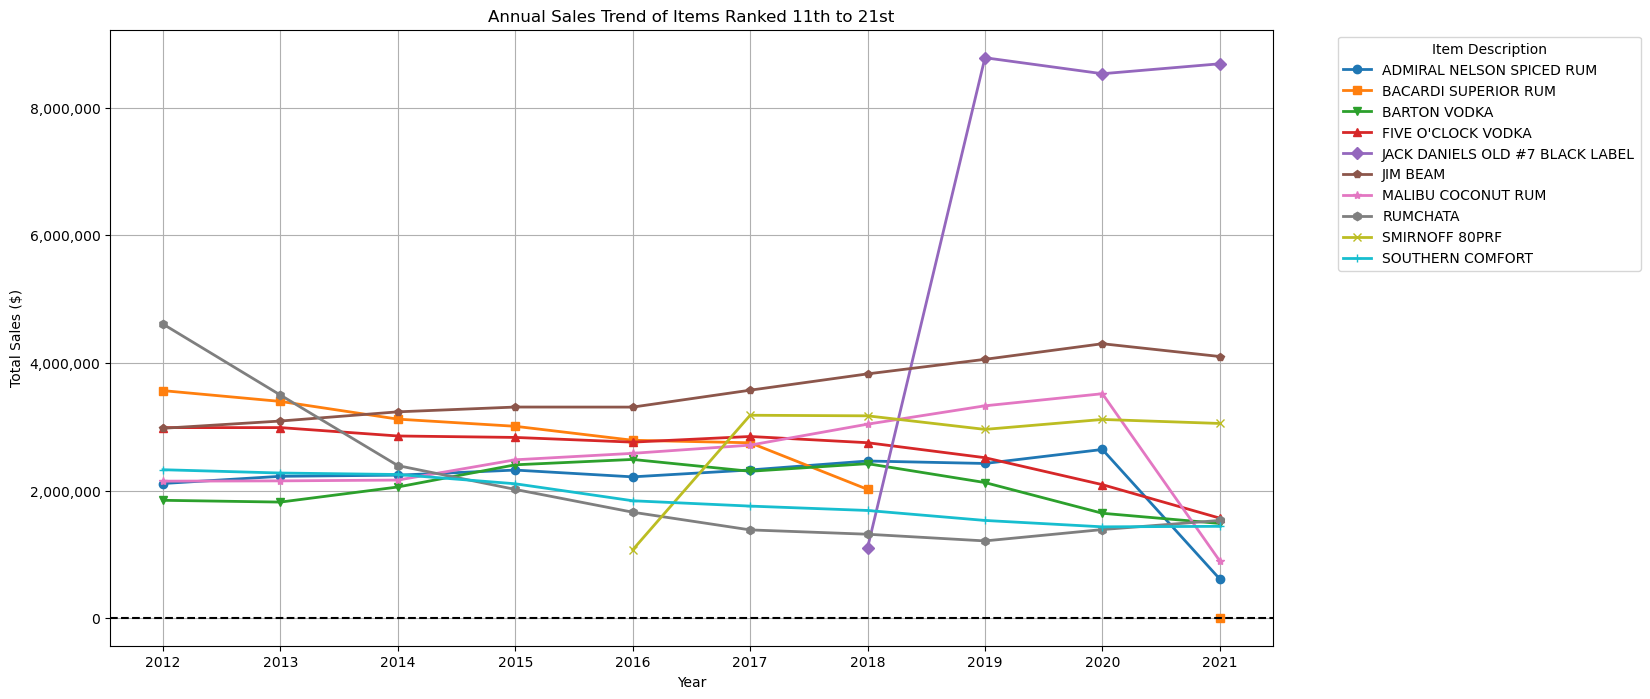 Annual Sales Trend of Items Ranked 11th to 21st
Total Sales ($)
8,000,000
6,000,000
4,000,000
2,000,000
0
2012 2013 2014 2015 2016 2017 2018 2019 2020 2021
Year
Item Description
ADMIRAL NELSON SPICED RUM
BACARDI SUPERIOR RUM
BARTON VODKA
FIVE O'CLOCK VODKA
JACK DANIELS OLD #7 BLACK LABEL
JIM BEAM
MALIBU COCONUT RUM
RUMCHATA
SMIRNOFF 80PRF
SOUTHERN COMFORT